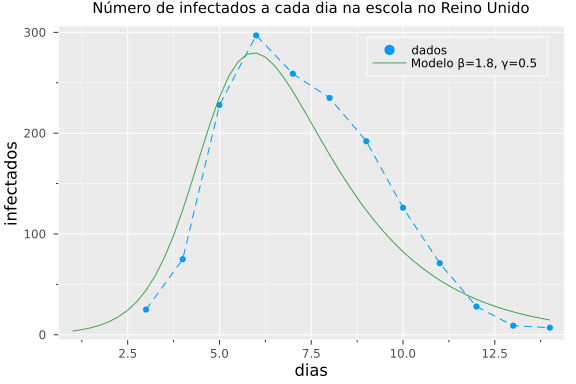 Número de infectados a cada dia na escola no Reino Unido
dados
Modelo β=1.8, γ=0.5
infectados
300
200
100
0
2.5 5.0 7.5 10.0 12.5
dias